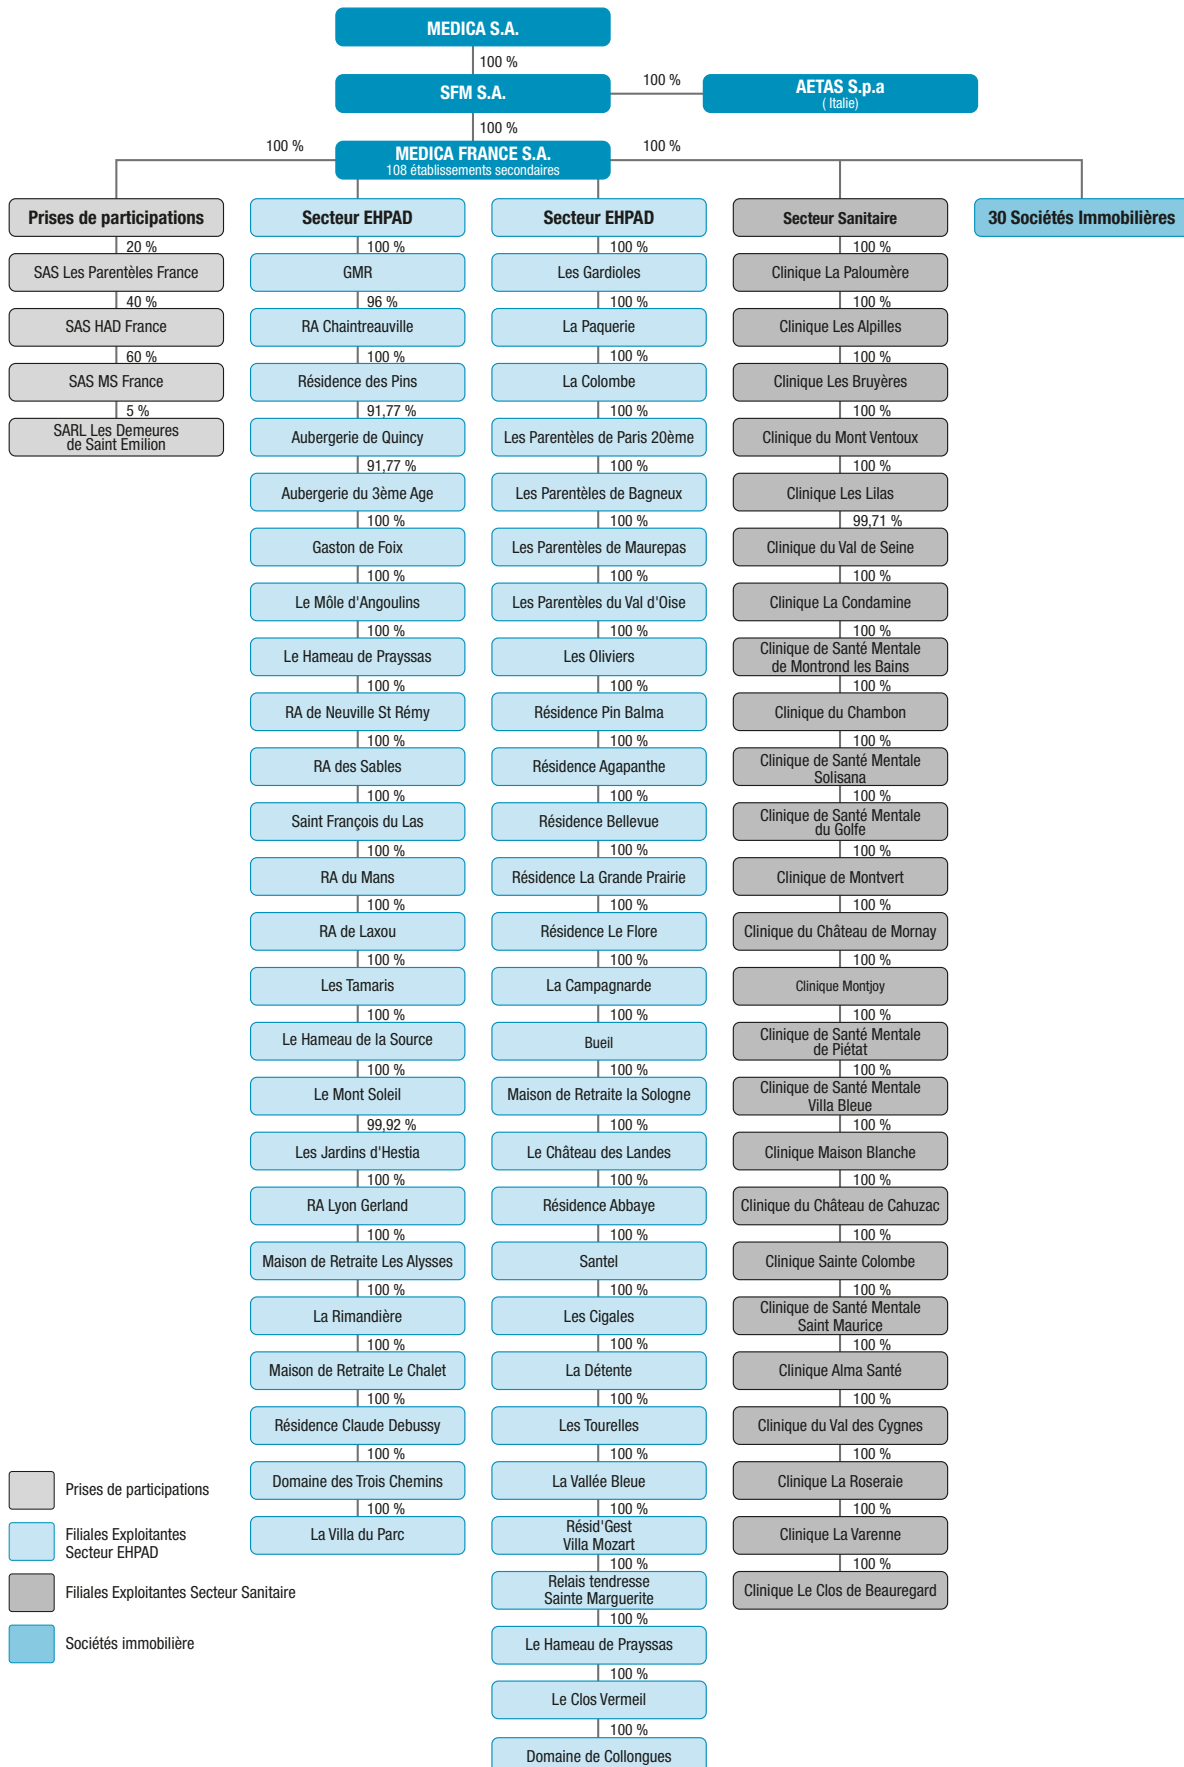 MEDICA S.A.
100 %
SFM S.A.
100 %
AETAS S.p.a
( Italie)
100 %
100 %
MEDICA FRANCE S.A.
108 établissements secondaires
100 %
Prises de participations
20 %
SAS Les Parentèles France
40 %
SAS HAD France
60 %
SAS MS France
5 %
SARL Les Demeures
de Saint Emilion
Secteur EHPAD
100 %
GMR
96 %
RA Chaintreauville
100 %
Résidence des Pins
91,77 %
Aubergerie de Quincy
91,77 %
Aubergerie du 3ème Age
100 %
Gaston de Foix
100 %
Le Môle d'Angoulins
100 %
Le Hameau de Prayssas
100 %
RA de Neuville St Rémy
100 %
RA des Sables
100 %
Saint François du Las
100 %
RA du Mans
100 %
RA de Laxou
100 %
Les Tamaris
100 %
Le Hameau de la Source
100 %
Le Mont Soleil
99,92 %
Les Jardins d'Hestia
100 %
RA Lyon Gerland
100 %
Maison de Retraite Les Alysses
100 %
La Rimandière
100 %
Maison de Retraite Le Chalet
100 %
Résidence Claude Debussy
100 %
Domaine des Trois Chemins
100 %
La Villa du Parc
Secteur EHPAD
100 %
Les Gardioles
100 %
La Paquerie
100 %
La Colombe
100 %
Les Parentèles de Paris 20ème
100 %
Les Parentèles de Bagneux
100 %
Les Parentèles de Maurepas
100 %
Les Parentèles du Val d'Oise
100 %
Les Oliviers
100 %
Résidence Pin Balma
100 %
Résidence Agapanthe
100 %
Résidence Bellevue
100 %
Résidence La Grande Prairie
100 %
Résidence Le Flore
100 %
La Campagnarde
100 %
Bueil
100 %
Maison de Retraite la Sologne
100 %
Le Château des Landes
100 %
Résidence Abbaye
100 %
Santel
100 %
Les Cigales
100 %
La Détente
100 %
Les Tourelles
100 %
La Vallée Bleue
100 %
Résid'Gest
Villa Mozart
100 %
Relais tendresse
Sainte Marguerite
100 %
Le Hameau de Prayssas
100 %
Le Clos Vermeil
100 %
Domaine de Collongues
Secteur Sanitaire
100 %
Clinique La Paloumère
100 %
Clinique Les Alpilles
100 %
Clinique Les Bruyères
100 %
Clinique du Mont Ventoux
100 %
Clinique Les Lilas
99,71 %
Clinique du Val de Seine
100 %
Clinique La Condamine
100 %
Clinique de Santé Mentale
de Montrond les Bains
100 %
Clinique du Chambon
100 %
Clinique de Santé Mentale
Solisana
100 %
Clinique de Santé Mentale
du Golfe
100 %
Clinique de Montvert
100 %
Clinique du Château de Mornay
100 %
Clinique Montjoy
100 %
Clinique de Santé Mentale
de Piétat
100 %
Clinique de Santé Mentale
Villa Bleue
100 %
Clinique Maison Blanche
100 %
Clinique du Château de Cahuzac
100 %
Clinique Sainte Colombe
100 %
Clinique de Santé Mentale
Saint Maurice
100 %
Clinique Alma Santé
100 %
Clinique du Val des Cygnes
100 %
Clinique La Roseraie
100 %
Clinique La Varenne
100 %
Clinique Le Clos de Beauregard
30 Sociétés Immobilières
Prises de participations
Filiales Exploitantes
Secteur EHPAD
Filiales Exploitantes Secteur Sanitaire
Sociétés immobilière